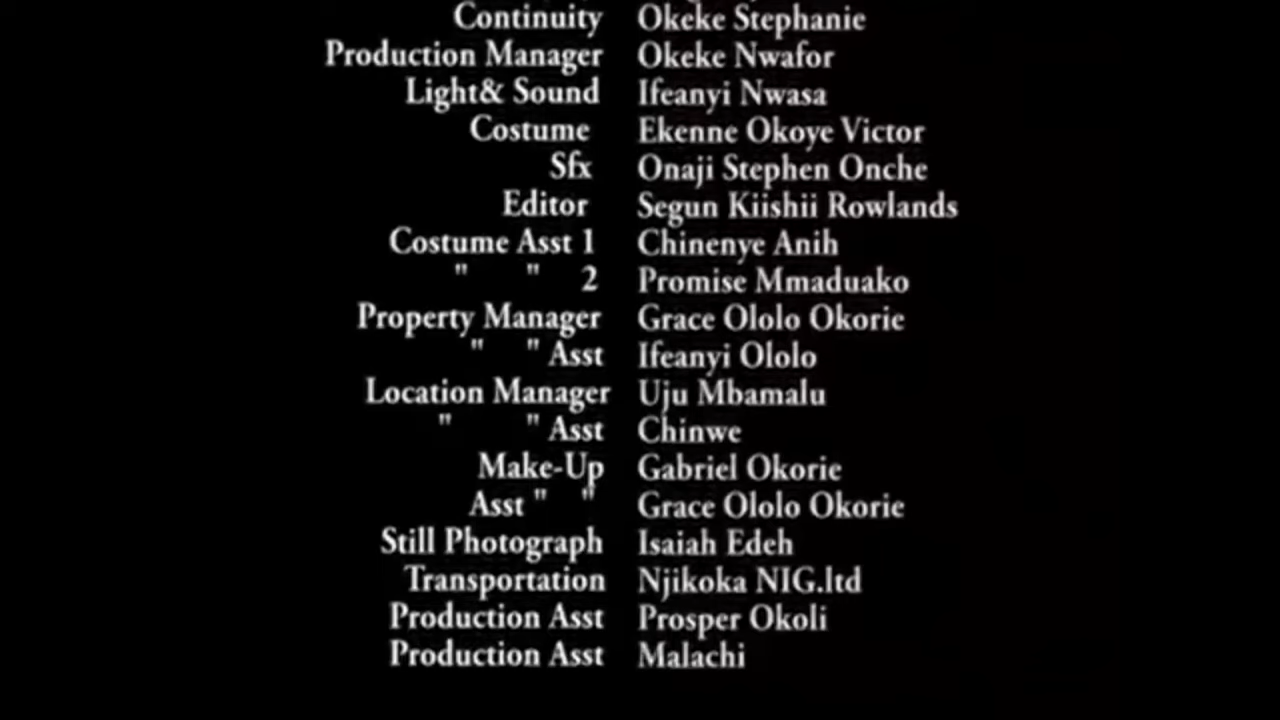 Continuity Okeke Stephanie
Production Manager Okeke Nwafor
Light& Sound Ifeanyi Nwasa
Costume Ekenne Okoye Victor
Sfx Onaji Stephen Onche
Editor Segun Kiishii Rowlands
Costume Asst 1 Chinenye Anih
" " 2 Promise Mmaduako
Property Manager Grace Ololo Okorie
" " Asst Ifeanyi Ololo
Location Manager Uju Mbamalu
" " Asst Chinwe
Make-Up Gabriel Okorie
Asst " " Grace Ololo Okorie
Still Photograph Isaiah Edeh
Transportation Njikoka NIG.ltd
Production Asst Prosper Okoli
Production Asst Malachi